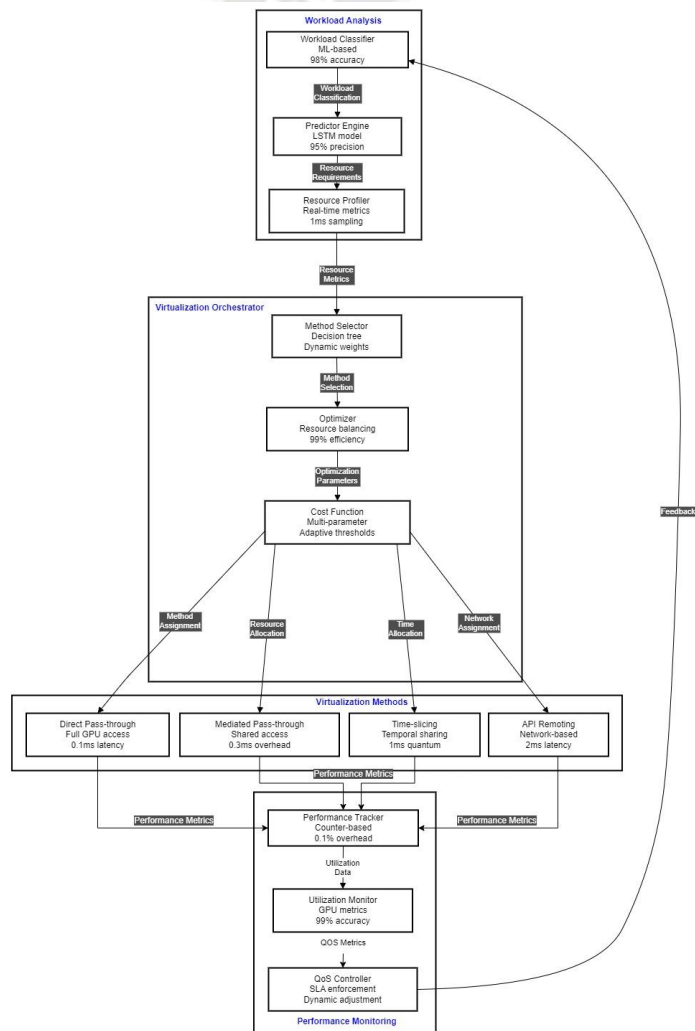 Workload Analysis
Workload Classifier
ML-based
98% accuracy
Workload
Classification
Predictor Engine
LSTM model
95% precision
Resource
Requirements
Resource Profiler
Real-time metrics
1ms sampling
Resource
Metrics
Virtualization Orchestrator
Method Selector
Decision tree
Dynamic weights
Method
Selection
Optimizer
Resource balancing
99% efficiency
Optimization
Parameters
Cost Function
Multi-parameter
Adaptive thresholds
Feedback
Method
Assignment
Resource
Allocation
Time
Allocation
Network
Assignment
Virtualization Methods
Direct Pass-through
Full GPU access
0.1ms latency
Mediated Pass-through
Shared access
0.3ms overhead
Time-slicing
Temporal sharing
1ms quantum
API Remoting
Network-based
2ms latency
Performance Metrics
Performance Metrics
Performance Metrics
Performance Tracker
Counter-based
0.1% overhead
Utilization
Data
Utilization Monitor
GPU metrics
99% accuracy
QOS Metrics
QoS Controller
SLA enforcement
Dynamic adjustment
Performance Monitoring